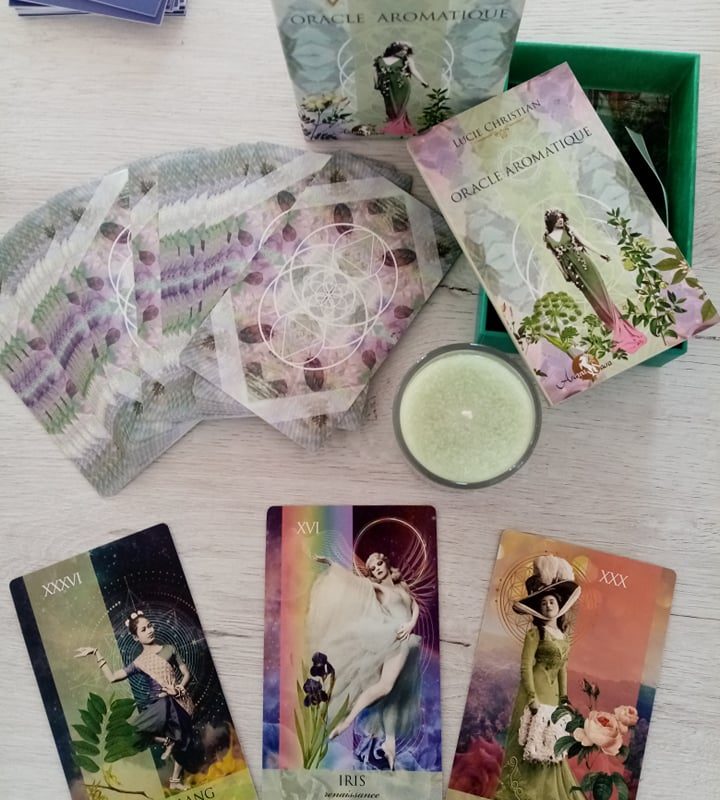 ORACLE AROMATIQUE
LUCIE CHRISTIAN
ORACLE AROMATIQUE
XXXVI
XVI
XXX
IRIS
renaissance